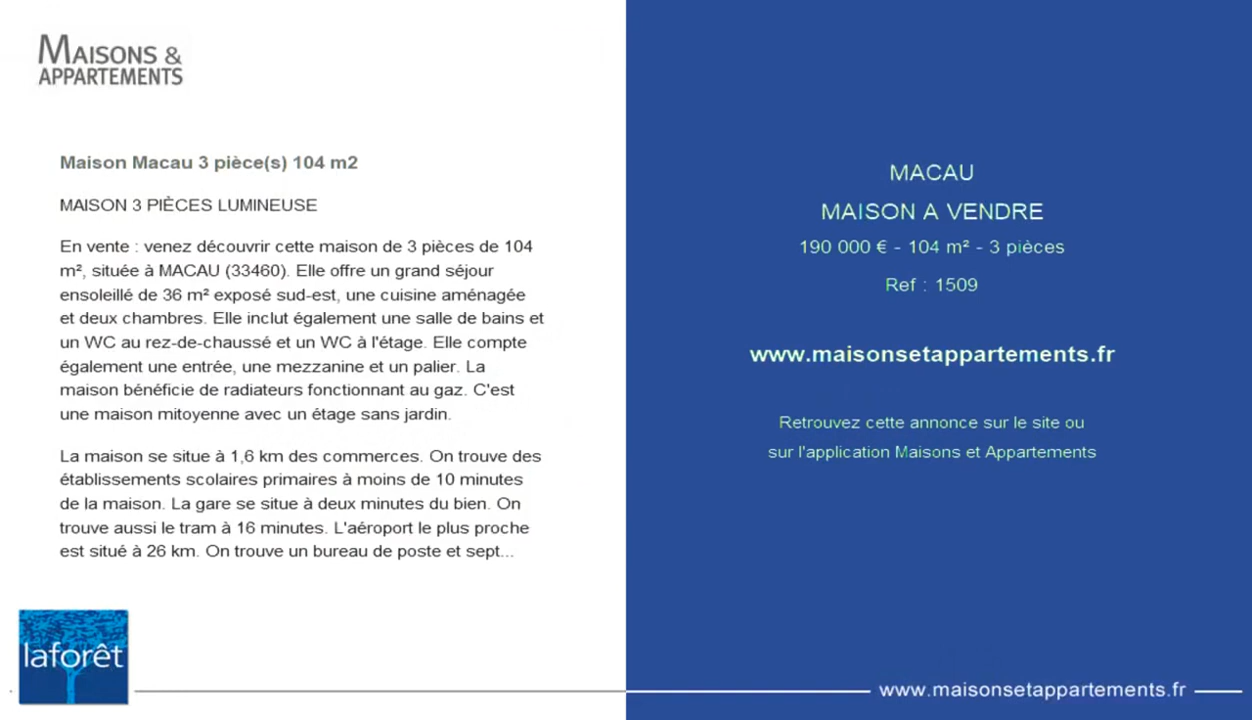 MAISONS &
APPARTEMENTS
Maison Macau 3 pièce(s) 104 m2
MAISON 3 PIÈCES LUMINEUSE
En vente : venez découvrir cette maison de 3 pièces de 104
m², située à MACAU (33460). Elle offre un grand séjour
ensoleillé de 36 m² exposé sud-est, une cuisine aménagée
et deux chambres. Elle inclut également une salle de bains et
un WC au rez-de-chaussé et un WC à l'étage. Elle compte
également une entrée, une mezzanine et un palier. La
maison bénéficie de radiateurs fonctionnant au gaz. C'est
une maison mitoyenne avec un étage sans jardin.
La maison se situe à 1,6 km des commerces. On trouve des
établissements scolaires primaires à moins de 10 minutes
de la maison. La gare se situe à deux minutes du bien. On
trouve aussi le tram à 16 minutes. L'aéroport le plus proche
est situé à 26 km. On trouve un bureau de poste et sept...
laforêt
MACAU
MAISON A VENDRE
190 000 € - 104 m² - 3 pièces
Ref : 1509
www.maisonsetappartements.fr
Retrouvez cette annonce sur le site ou
sur l'application Maisons et Appartements
www.maisonsetappartements.fr